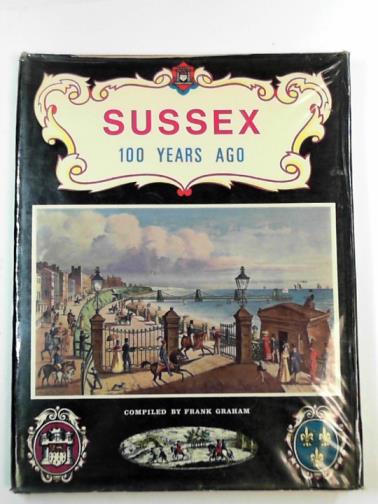 SUSSEX
100 YEARS AGO
COMPILED BY FRANK GRAHAM